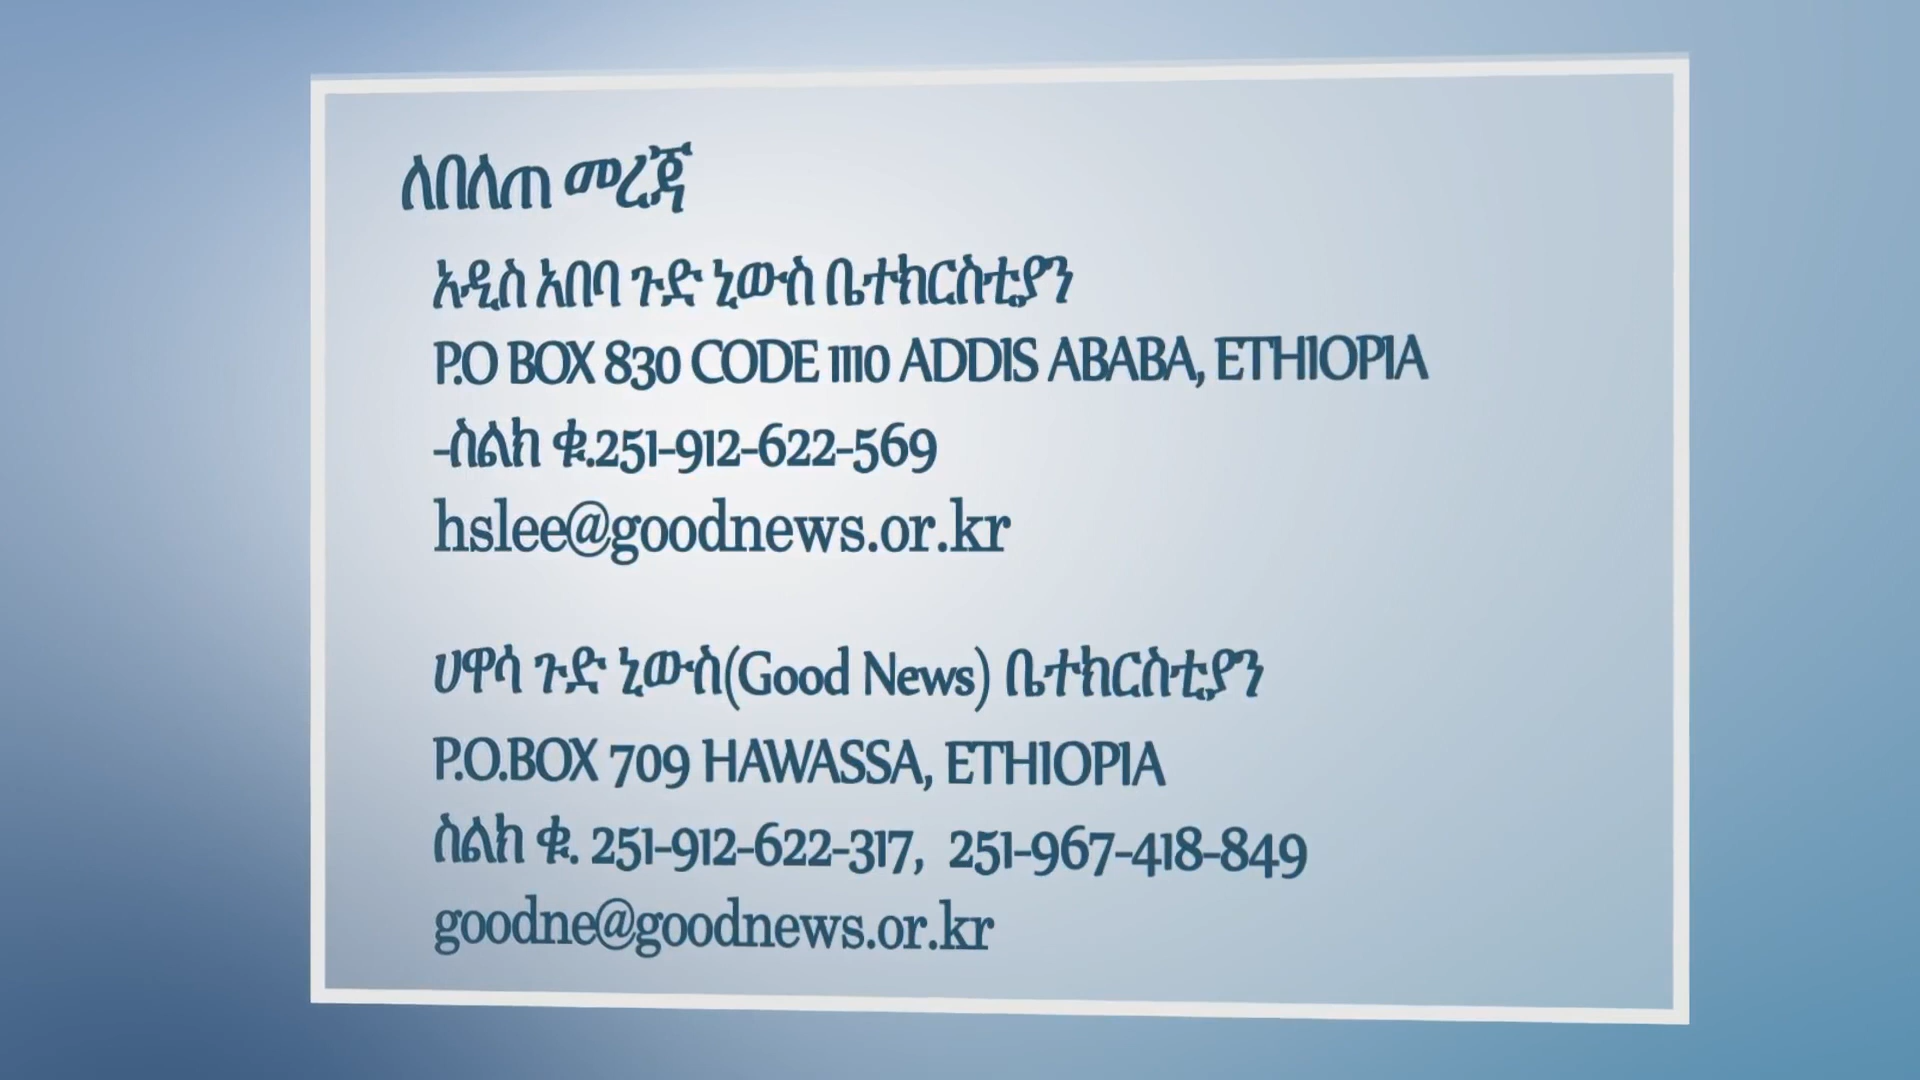 ለበለጠ መረጃ
አዲስ አበባ ጉድ ኒውስ ቤተክርስቲያን
P.O BOX 830 CODE 1110 ADDIS ABABA, ETHIOPIA
-ስልክ ቁ.251-912-622-569
hslee@goodnews.or.kr
ሀዋሳ ጉድ ኒውስ(Good News) ቤተክርስቲያን
P.O.BOX 709 HAWASSA, ETHIOPIA
ስልክ ቁ. 251-912-622-317, 251-967-418-849
goodne@goodnews.or.kr